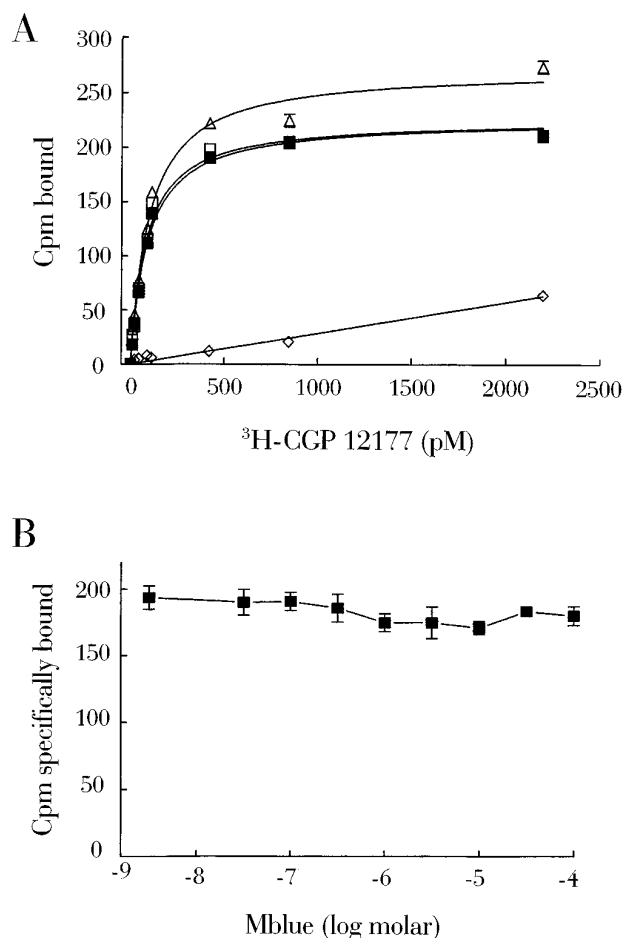 A
Cpm bound
300
250
200
150
100
50
0
0 500 1000 1500 2000 2500
³H-CGP 12177 (pM)
B
Cpm specifically bound
200
150
100
50
0
-9 -8 -7 -6 -5 -4
Mblue (log molar)